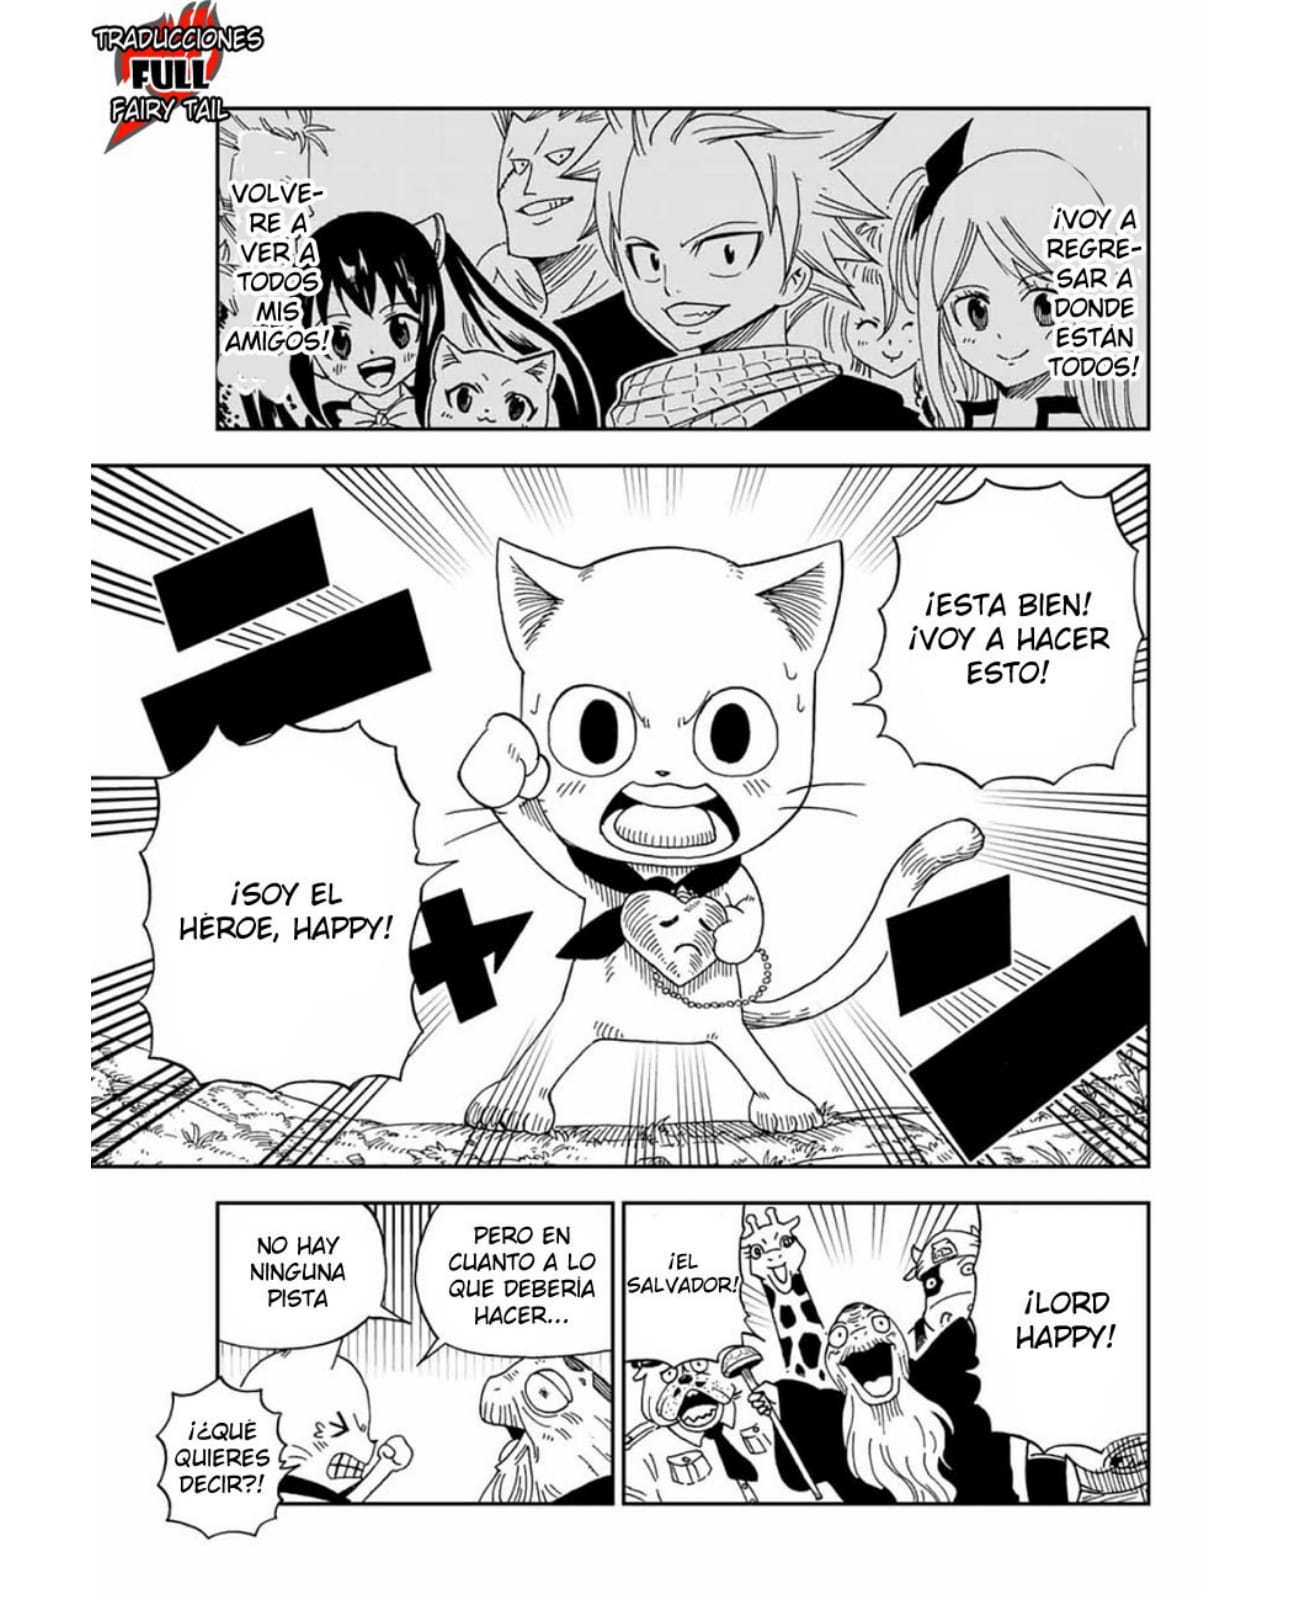 TRADUCCIONES
FULL
FAIRY TAIL
¡VOY A
REGRE-
SAR A
DONDE
ESTÁN
TODOS!
VOLVE-
RE A
VER A
TODOS
MIS
AMIGOS!
¡ESTA BIEN!
¡VOY A HACER
ESTO!
¡SOY EL
HÉROE, HAPPY!
¡LORD
HAPPY!
¡EL
SALVADOR!
PERO EN
CUANTO A LO
QUE DEBERÍA
HACER...
NO HAY
NINGUNA
PISTA
¡¿QUÉ
QUIERES
DECIR?!